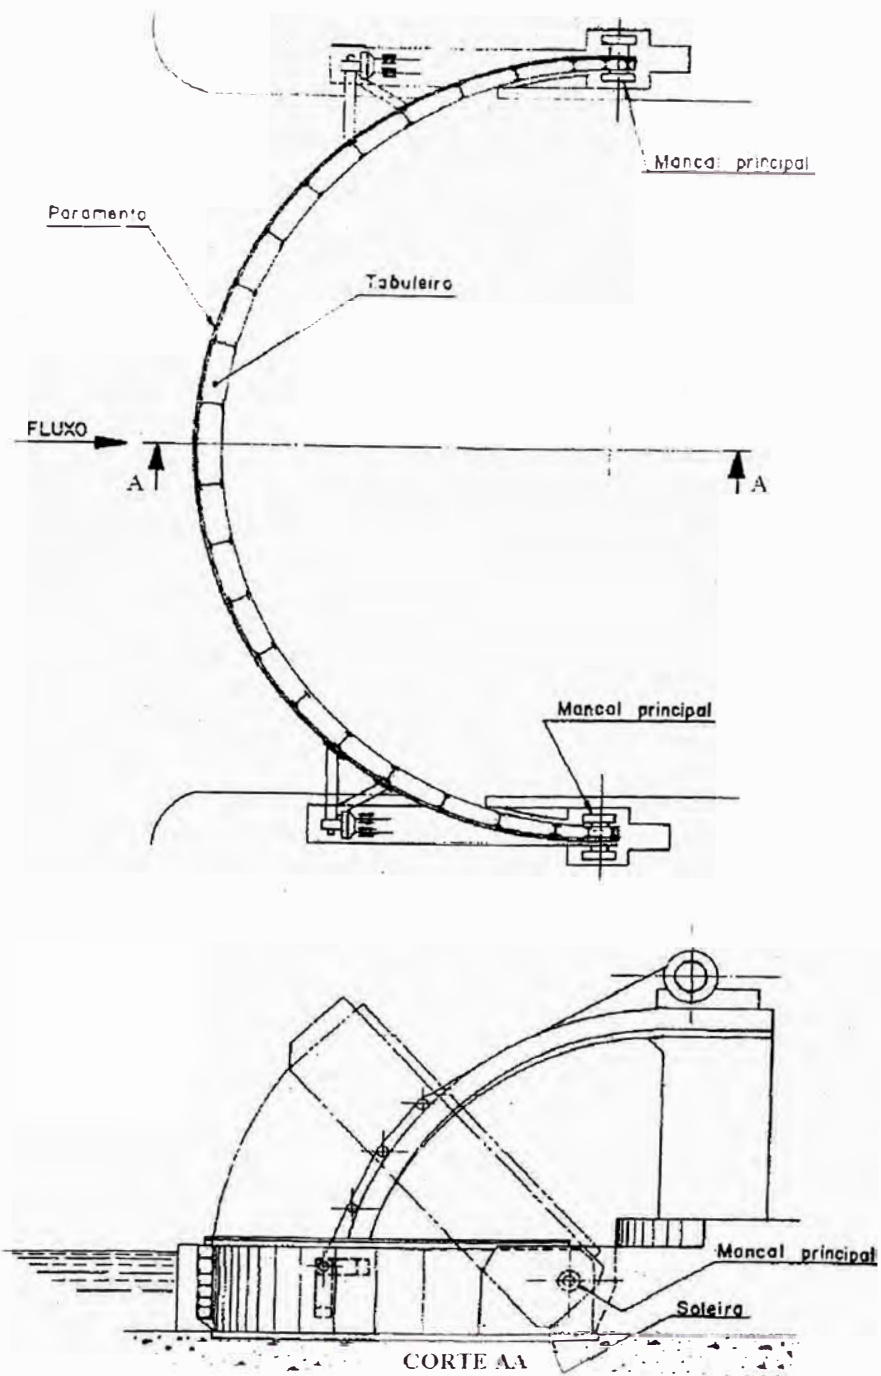 Mancal principal
Paramento
Tabuleiro
FLUXO
A
A
Mancal principal
Mancal principal
Soleira
CORTE AA